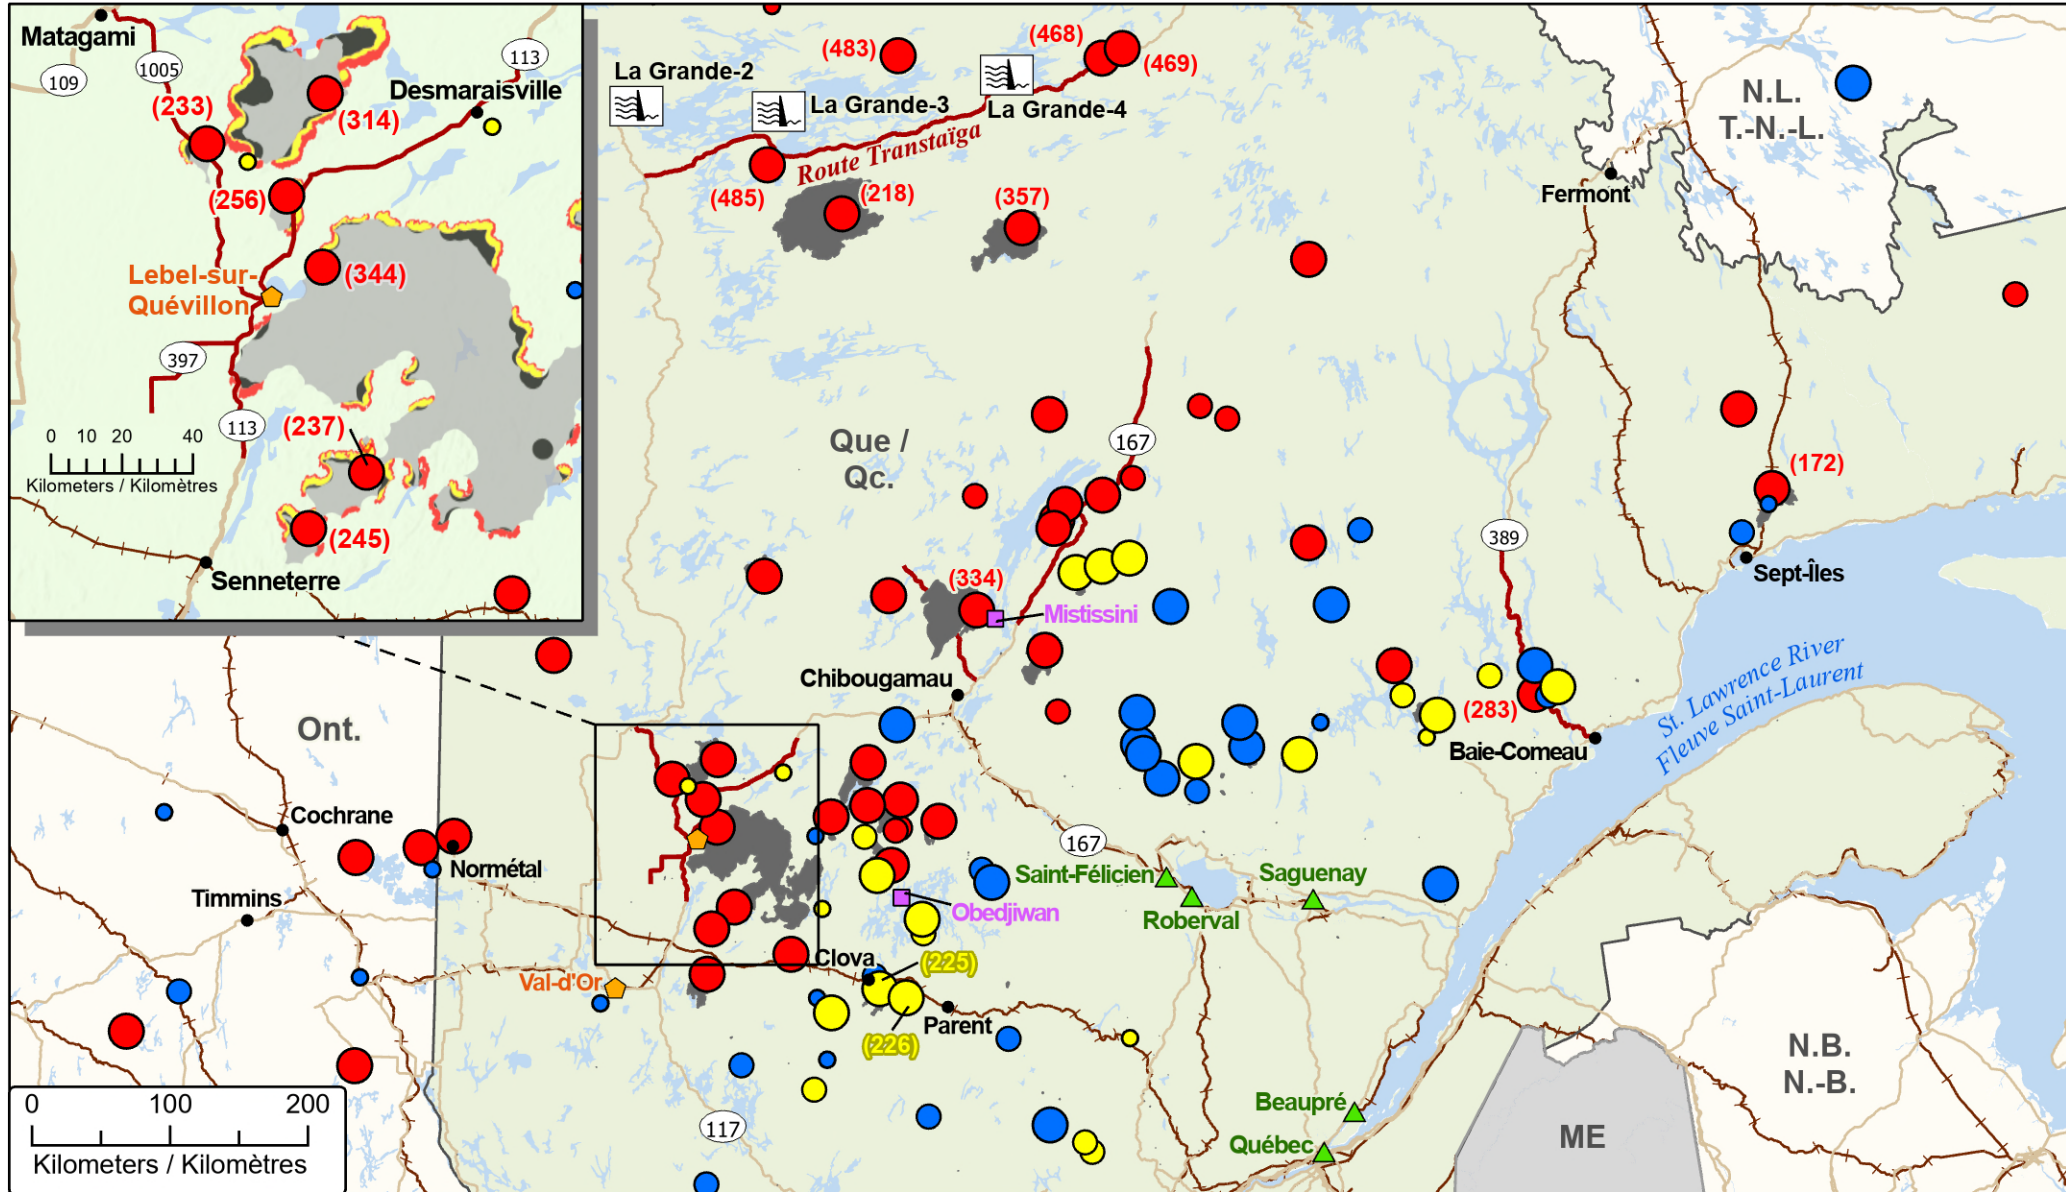 Matagami
109
1005
113
Desmaraisville
(233)
(314)
(256)
(344)
Lebel-sur-
Quévillon
397
113
(237)
(245)
0 10 20 40
Kilometers / Kilomètres
Senneterre
La Grande-2
(483)
(468)
(469)
La Grande-3
La Grande-4
Route Transtaïga
(485)
(218)
(357)
N.L.
T.-N.-L.
Fermont
Que /
Qc.
167
(172)
389
Sept-Îles
(334)
Mistissini
Chibougamau
(283)
Baie-Comeau
St. Lawrence River
Fleuve Saint-Laurent
Ont.
Cochrane
Normétal
Timmins
167
Saint-Félicien
Saguenay
Roberval
Obedjiwan
Clova
(225)
Val-d'Or
Parent
(226)
117
Beaupré
Québec
ME
N.B.
N.-B.
0 100 200
Kilometers / Kilomètres